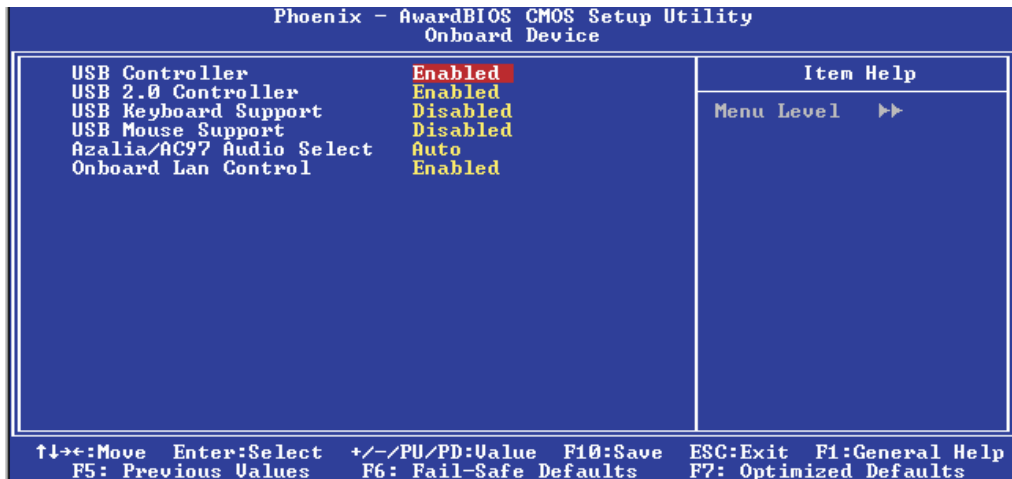 Phoenix - AwardBIOS CMOS Setup Utility
Onboard Device
USB Controller Enabled
USB 2.0 Controller Enabled
USB Keyboard Support Disabled
USB Mouse Support Disabled
Azalia/AC97 Audio Select Auto
Onboard Lan Control Enabled
Item Help
Menu Level ▶▶
↑↓→←:Move Enter:Select +/-/PU/PD:Value F10:Save ESC:Exit F1:General Help
F5: Previous Values F6: Fail-Safe Defaults F7: Optimized Defaults